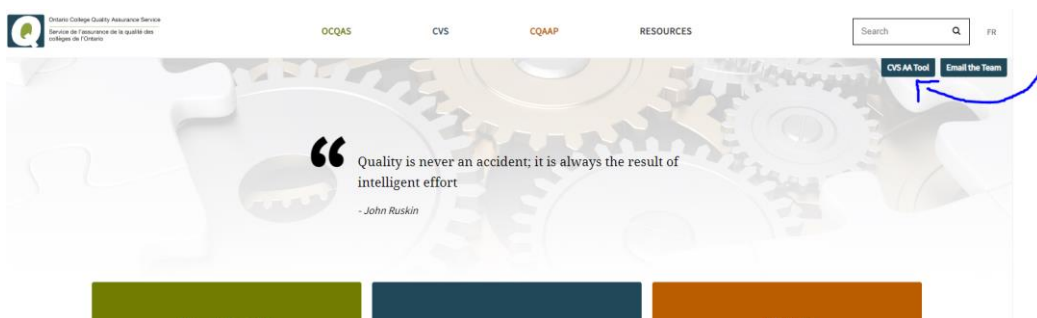 Ontario College Quality Assurance Service
Service de l'assurance de la qualité des
collèges de l'Ontario
OCQAS
CVS
CQAAP
RESOURCES
Search
FR
CVS AA Tool
Email the Team
“
Quality is never an accident; it is always the result of
intelligent effort
- John Ruskin